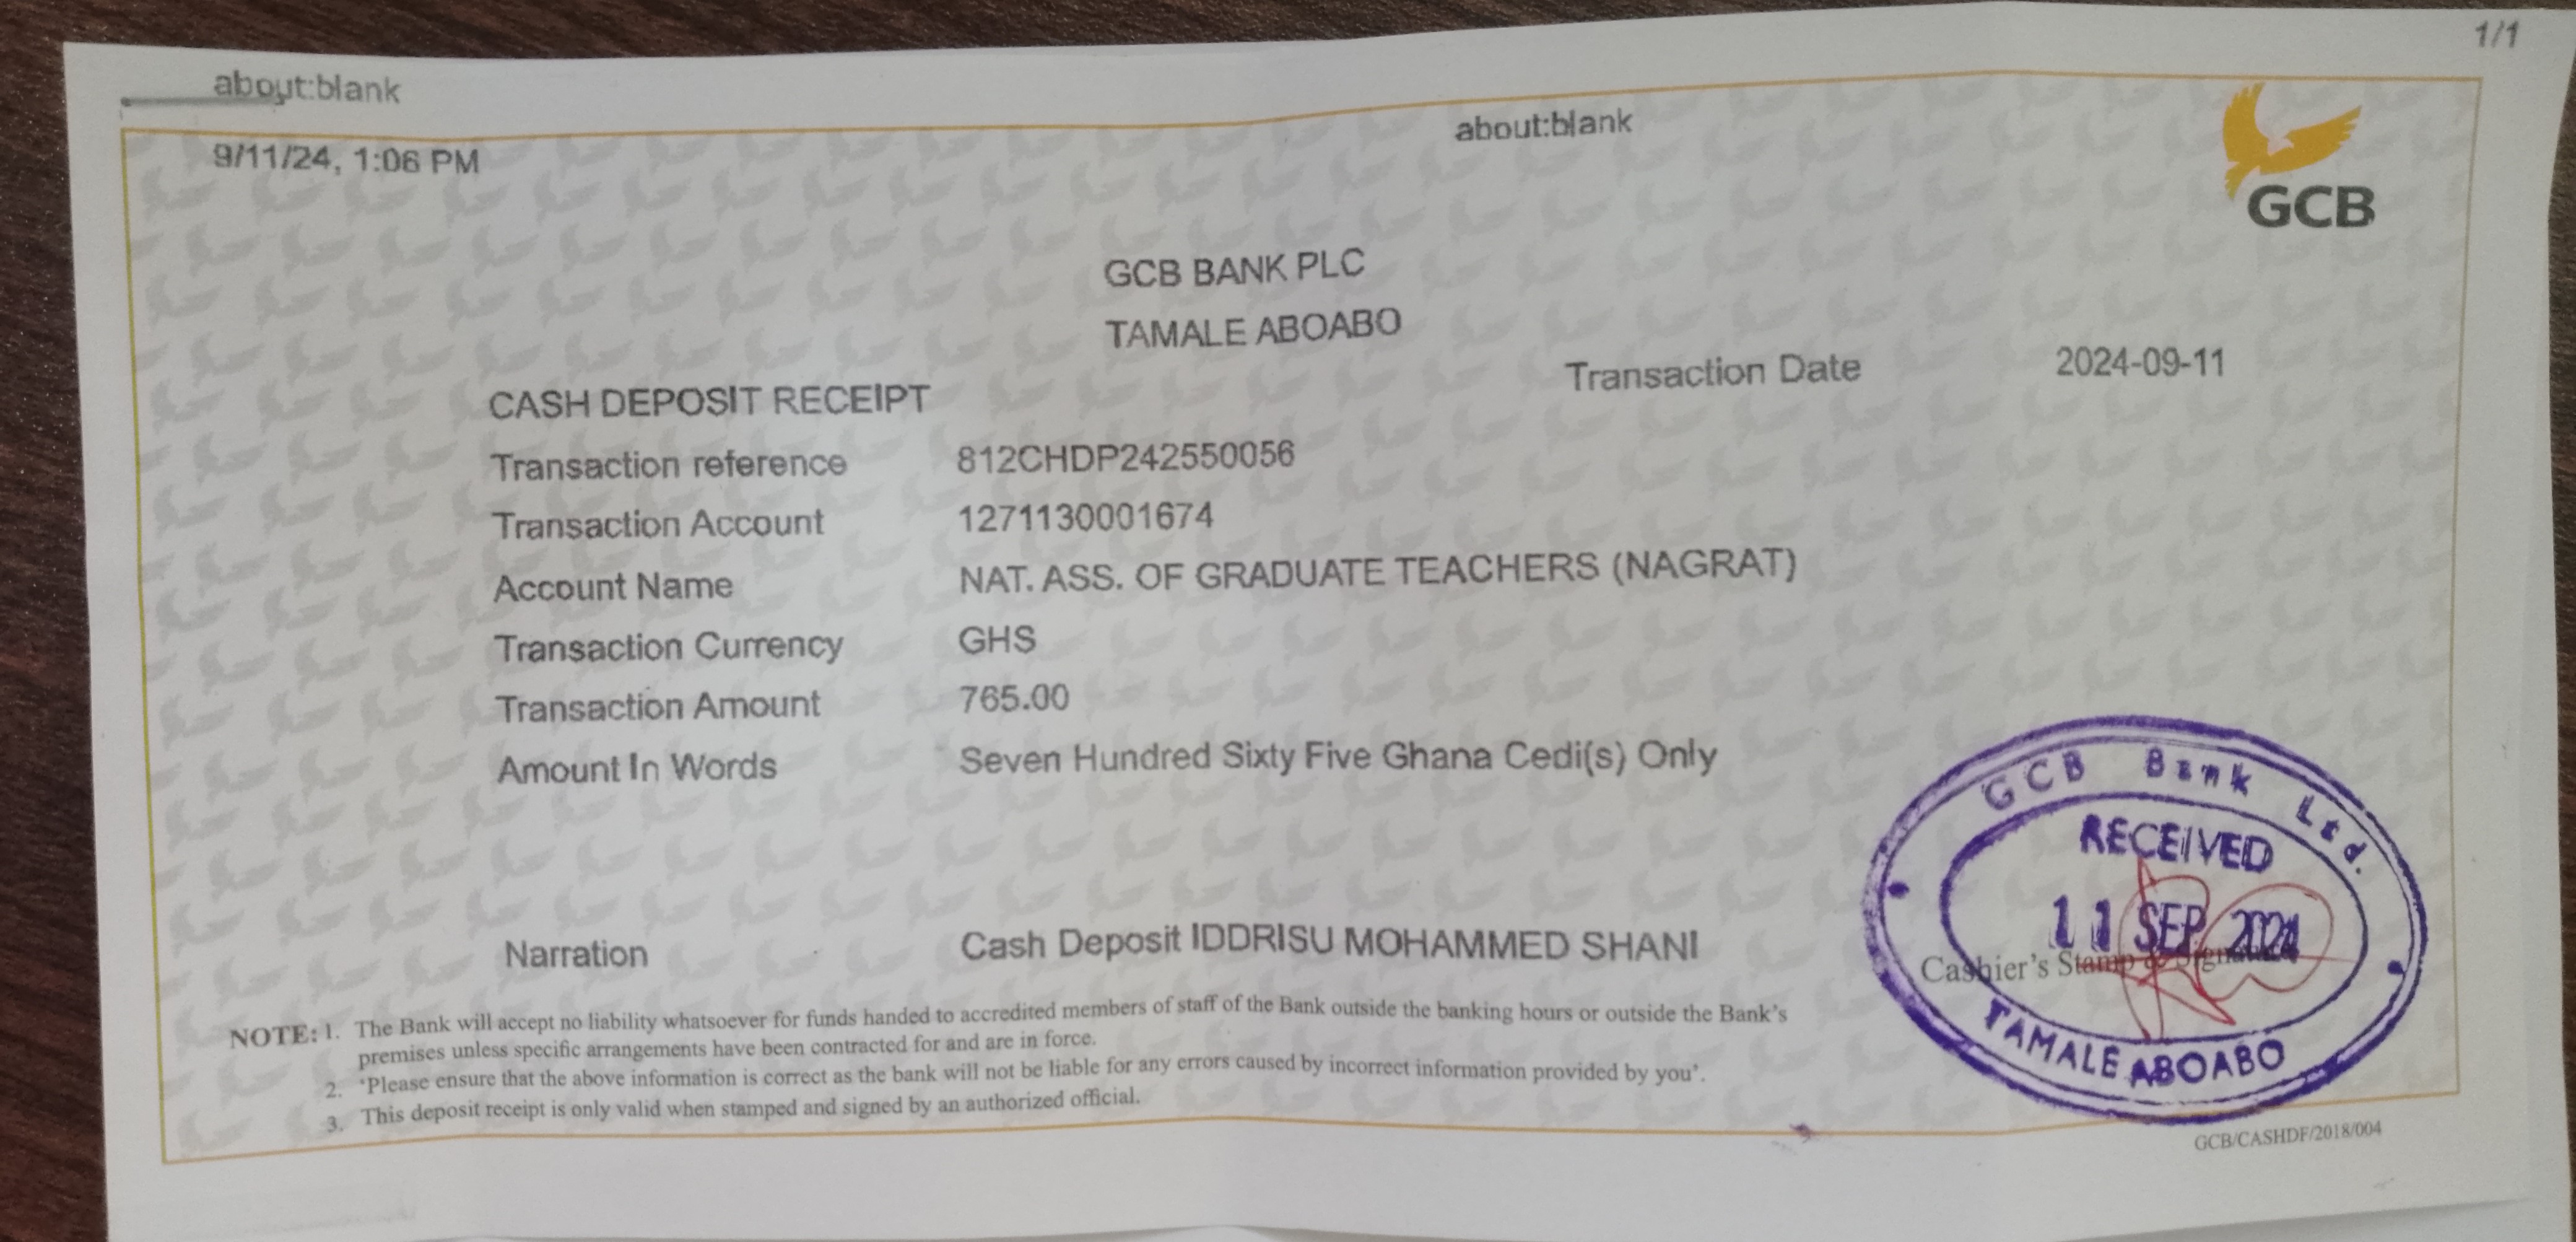 1/1
about:blank
about:blank
9/11/24, 1:06 PM
GCB
GCB BANK PLC
TAMALE ABOABO
Transaction Date 2024-09-11
CASH DEPOSIT RECEIPT
Transaction reference 812CHDP242550056
Transaction Account 1271130001674
Account Name NAT. ASS. OF GRADUATE TEACHERS (NAGRAT)
Transaction Currency GHS
Transaction Amount 765.00
Amount In Words Seven Hundred Sixty Five Ghana Cedi(s) Only
Narration Cash Deposit IDDRISU MOHAMMED SHANI
GCB Bank Ltd.
RECEIVED
11 SEP 2024
Cashier's Stamp & Signature
TAMALE ABOABO
NOTE: 1. The Bank will accept no liability whatsoever for funds handed to accredited members of staff of the Bank outside the banking hours or outside the Bank's
premises unless specific arrangements have been contracted for and are in force.
2. 'Please ensure that the above information is correct as the bank will not be liable for any errors caused by incorrect information provided by you'.
3. This deposit receipt is only valid when stamped and signed by an authorized official.
GCB/CASHDF/2018/004